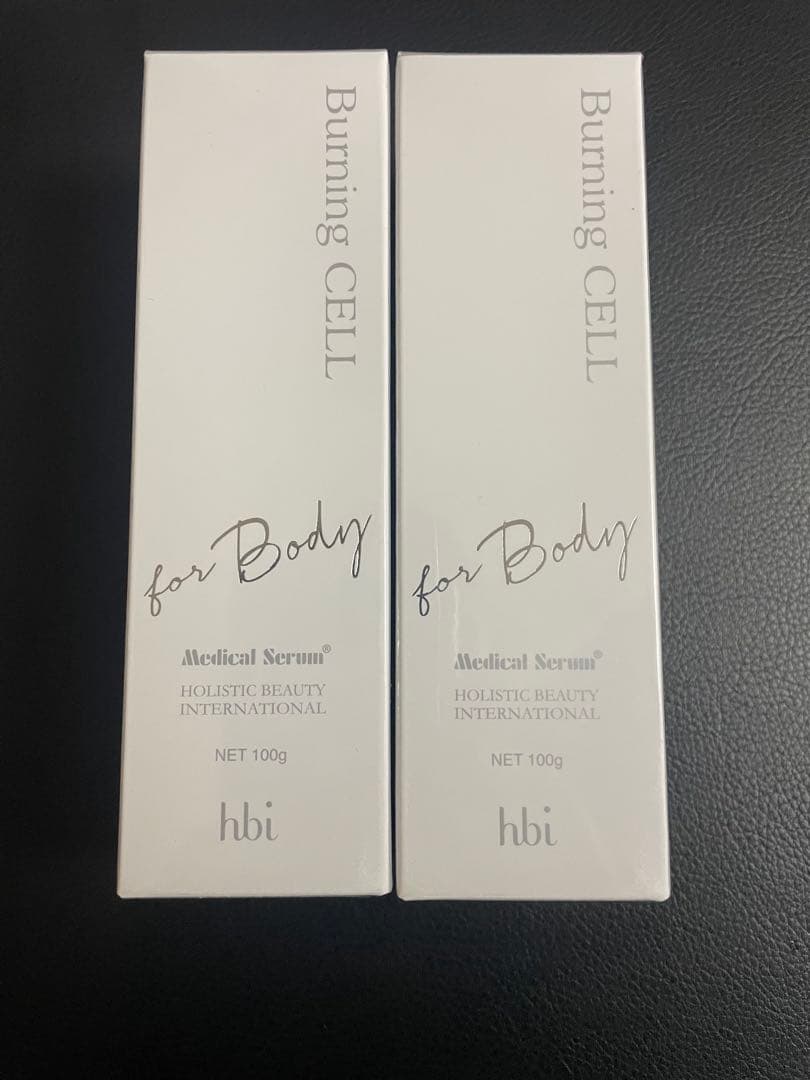 Burning CELL
for Body
Medical Serum®
HOLISTIC BEAUTY
INTERNATIONAL
NET 100g
hbi
Burning CELL
for Body
Medical Serum®
HOLISTIC BEAUTY
INTERNATIONAL
NET 100g
hbi